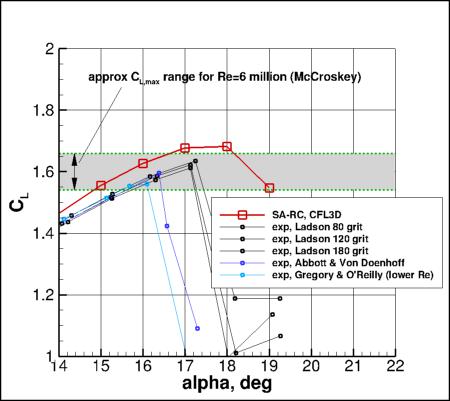 2
approx C_L,max range for Re=6 million (McCroskey)
1.8
1.6
C_L
1.4
SA-RC, CFL3D
exp, Ladson 80 grit
exp, Ladson 120 grit
exp, Ladson 180 grit
exp, Abbott & Von Doenhoff
exp, Gregory & O'Reilly (lower Re)
1.2
1
14 15 16 17 18 19 20 21 22
alpha, deg